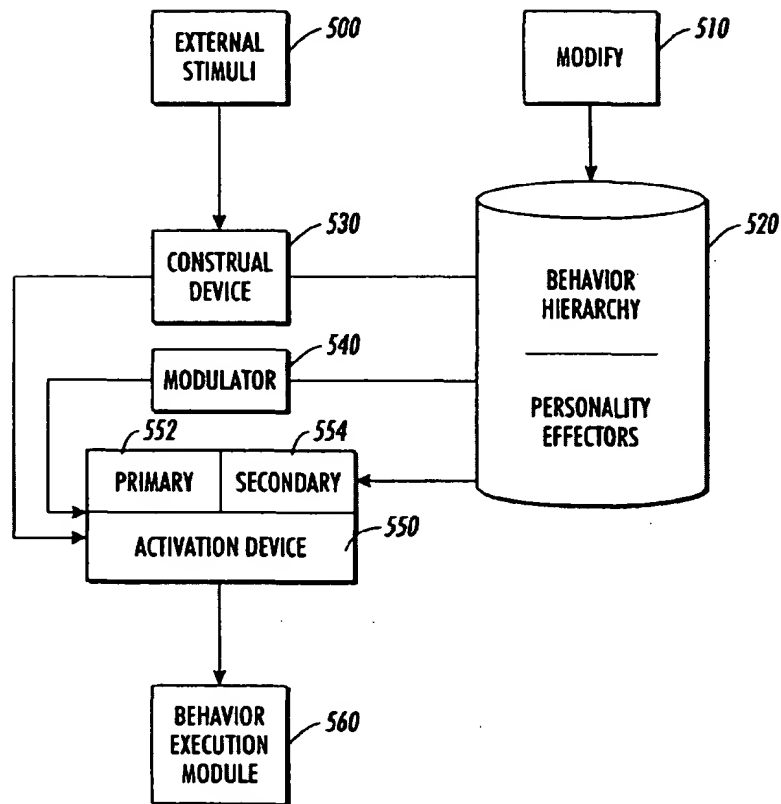 EXTERNAL
STIMULI
500
MODIFY
510
CONSTRUAL
DEVICE
530
BEHAVIOR
HIERARCHY
PERSONALITY
EFFECTORS
520
MODULATOR
540
552
554
PRIMARY
SECONDARY
ACTIVATION DEVICE
550
BEHAVIOR
EXECUTION
MODULE
560